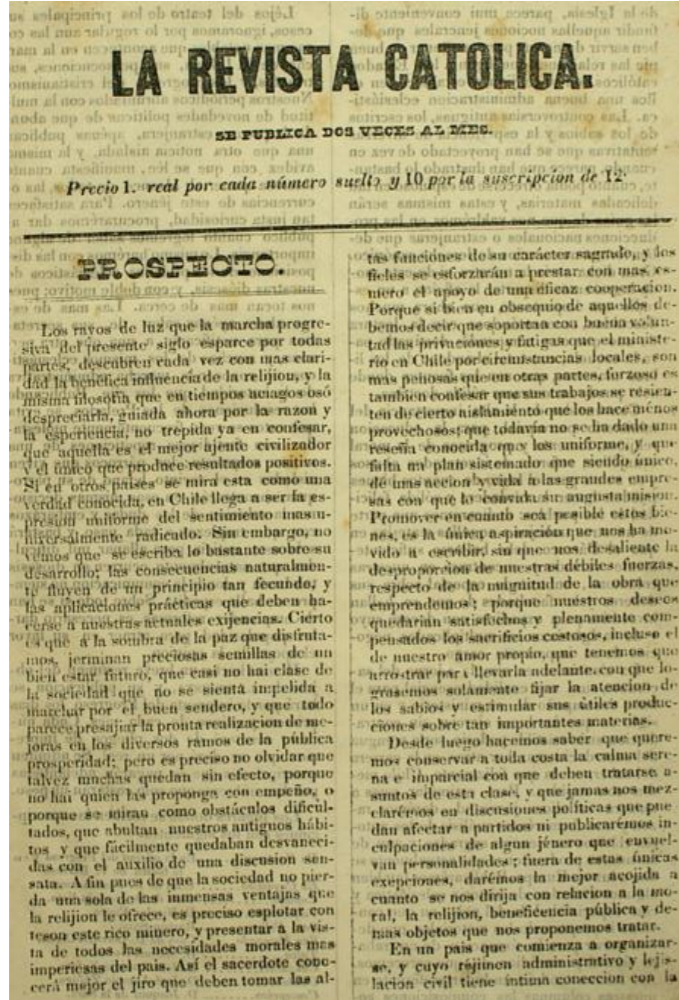 LA REVISTA CATOLICA.
SE PUBLICA DOS VECES AL MES.
Precio 1. real por cada número suelto y 10 por la suscripcion de 12
PROSPECTO.
Los rayos de luz que la marcha progre-
siva del presente siglo esparce por todas
partes, descubren cada vez con mas clari-
dad la benéfica influencia de la relijion, y la
misma filosofía que en tiempos aciagos osó
despreciarla, guiada ahora por la razon y
la esperiencia, no trepida ya en confesar,
que aquella es el mejor ajente civilizador
y el único que produce resultados positivos.
Si en otros paises se mira esta como una
verdad conocida, en Chile llega a ser la es-
presion uniforme del sentimiento mas u-
niversalmente radicado. Sin embargo, no
vemos que se escriba lo bastante sobre su
desarrollo; las consecuencias naturalmen-
te fluyen de un principio tan fecundo, y
las aplicaciones prácticas que deben ha-
cerse a nuestras actuales exijencias. Cierto
es que á la sombra de la paz que disfruta-
mos, jerminan preciosas semillas de un
bien estar futuro, que casi no hai clase de
la sociedad que no se sienta impelida a
marchar por el buen sendero, y que todo
parece presajiar la pronta realizacion de me-
joras en los diversos ramos de la pública
prosperidad; pero es preciso no olvidar que
talvez muchas quedan sin efecto, porque
no hai quien las proponga con empeño, o
porque se miran como obstáculos dificul-
tados, que abultan nuestros antiguos hábi-
tos y que fácilmente quedaban desvaneci-
das con el auxilio de una discusion sen-
sata. A fin pues de que la sociedad no pier-
da una sola de las inmensas ventajas que
la relijion le ofrece, es preciso esplotar con
teson este rico minero, y presentar a la vis-
ta de todos las necesidades morales mas
imperiosas del pais. Así el sacerdote cono-
cerá mejor el jiro que deben tomar las al-
tas funciones de su carácter sagrado, y los
fieles se esforzarán a prestar con mas es-
mero el apoyo de una eficaz cooperacion.
Porque si bien en obsequio de aquellos de-
bemos decir que soportan con buena volun-
tad las privaciones y fatigas que el ministe-
rio en Chile por circunstancias locales, son
mas penosas que en otras partes, forzoso es
tambien confesar que sus trabajos se resien-
ten de cierto aislamiento que los hace menos
provechosos; que todavia no se ha dado una
reseña conocida que los uniforme, y que
falta un plan sistemado que siendo único,
dé mas accion y vida á las grandes empre-
sas con que lo convida su augusta mision.
Promover en cuanto sea posible estos bie-
nes, es la única aspiracion que nos ha mo-
vido a escribir, sin que nos desaliente la
desproporcion de nuestras débiles fuerzas,
respecto de la magnitud de la obra que
emprendemos; porque nuestros deseos
quedarian satisfechos y plenamente com-
pensados los sacrificios costosos, incluso el
de nuestro amor propio, que tenemos que
arrostrar para llevarla adelante, con que lo-
grasemos solamente fijar la atencion de
los sabios y estimular sus útiles produc-
ciones sobre tan importantes materias.
Desde luego hacemos saber que quere-
mos conservar a toda costa la calma sere-
na e imparcial con que deben tratarse a-
suntos de esta clase, y que jamas nos mez-
clarémos en discusiones políticas que pue-
dan afectar a partidos ni publicarémos in-
culpaciones de algun jénero que envuel-
van personalidades; fuera de estas únicas
exepciones, darémos la mejor acojida a
cuanto se nos dirija con relacion a la mo-
ral, la relijion, beneficencia pública y de-
mas objetos que nos proponemos tratar.
En un pais que comienza a organizar-
se, y cuyo réjimen administrativo y lejis-
lacion civil tiene intima coneccion con la